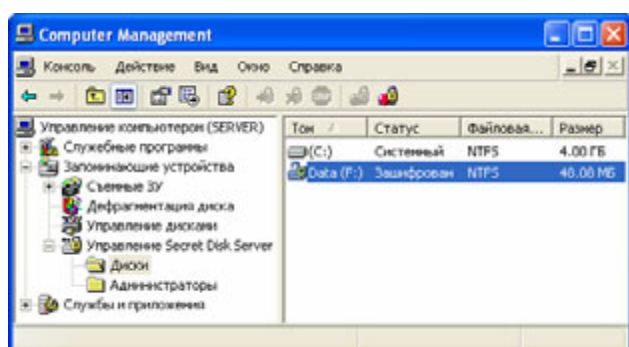 Computer Management
Консоль Действие Вид Окно Справка
Управление компьютером (SERVER)
Служебные программы
Запоминающие устройства
Съемные ЗУ
Дефрагментация диска
Управление дисками
Управление Secret Disk Server
Диски
Администраторы
Службы и приложения
Том Статус Файловая... Размер
(C:) Системный NTFS 4.00 ГБ
Data (F:) Зашифрован NTFS 48.08 МБ